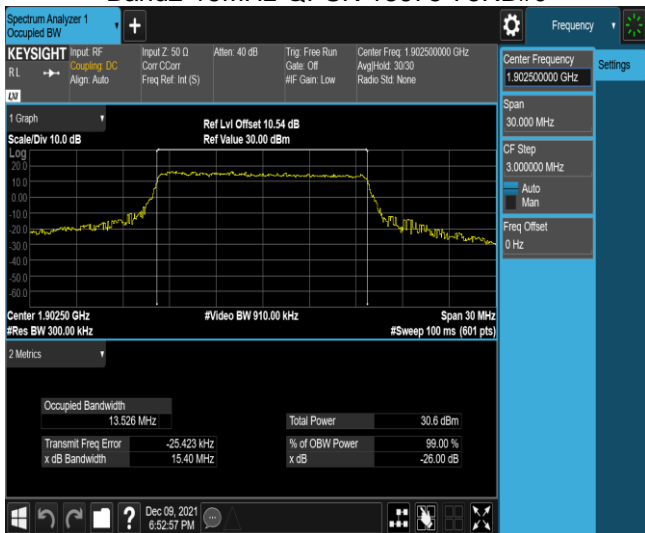 Band2 15MHz QPSK 18675 75RB#0
Spectrum Analyzer 1
Occupied BW
Frequency
KEYSIGHT
Input: RF
Coupling: DC
Align: Auto
Input Z: 50 Ω
Corr CCorr
Freq Ref: Int (S)
Atten: 40 dB
Trig: Free Run
Gate: Off
#IF Gain: Low
Center Freq: 1.902500000 GHz
Avg|Hold: 30/30
Radio Std: None
R L
LXI
Center Frequency
1.902500000 GHz
Settings
Span
30.000 MHz
CF Step
3.000000 MHz
Auto
Man
Freq Offset
0 Hz
1 Graph
Ref Lvl Offset 10.54 dB
Scale/Div 10.0 dB
Ref Value 30.00 dBm
Log
20.0
10.0
0.00
-10.0
-20.0
-30.0
-40.0
-50.0
-60.0
Center 1.90250 GHz
#Video BW 910.00 kHz
Span 30 MHz
#Res BW 300.00 kHz
#Sweep 100 ms (601 pts)
2 Metrics
Occupied Bandwidth
13.526 MHz
Total Power 30.6 dBm
Transmit Freq Error -25.423 kHz
% of OBW Power 99.00 %
x dB Bandwidth 15.40 MHz
x dB -26.00 dB
Dec 09, 2021
6:52:57 PM